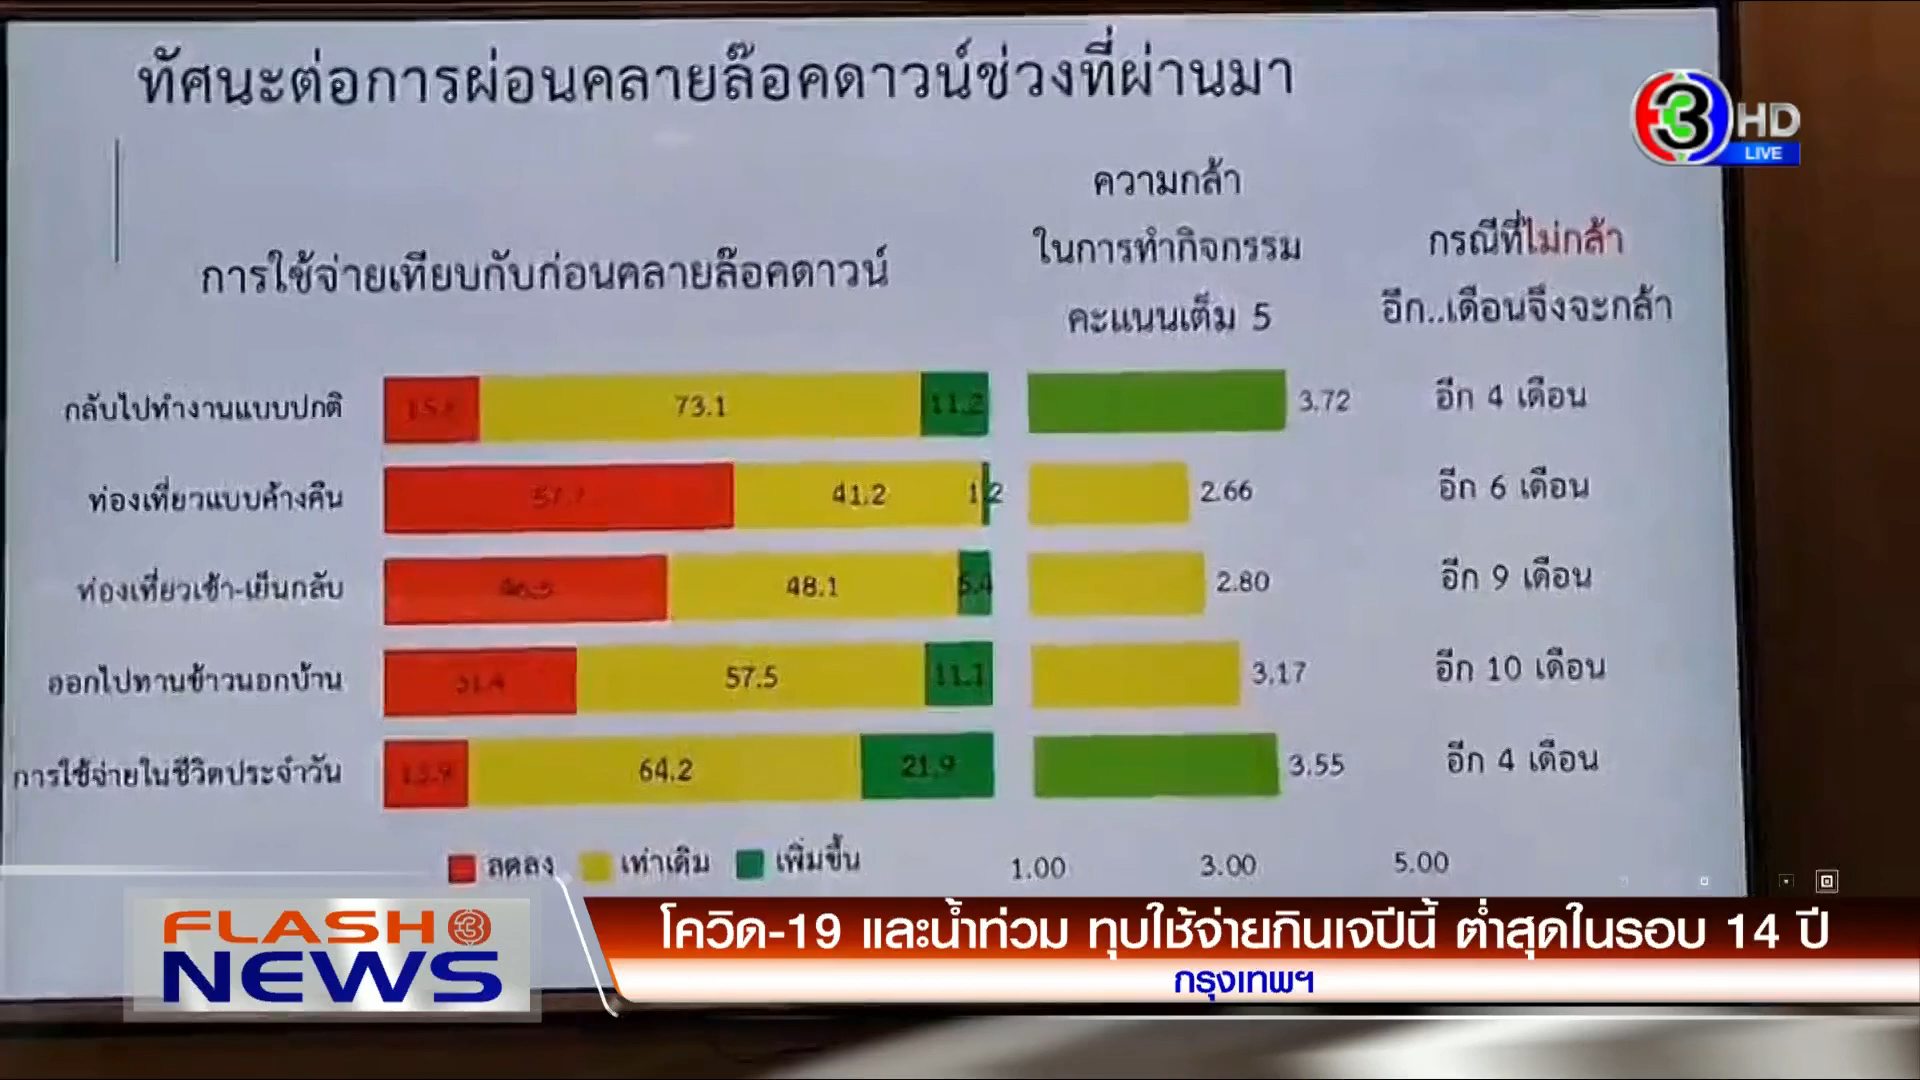 ทัศนะต่อการผ่อนคลายล๊อคดาวน์ช่วงที่ผ่านมา
3 HD
LIVE
การใช้จ่ายเทียบกับก่อนคลายล๊อคดาวน์
ความกล้า
ในการทำกิจกรรม
คะแนนเต็ม 5
กรณีที่ไม่กล้า
อีก..เดือนจึงจะกล้า
กลับไปทำงานแบบปกติ 73.1 11.2 3.72 อีก 4 เดือน
ท่องเที่ยวแบบค้างคืน 41.2 1.2 2.66 อีก 6 เดือน
ท่องเที่ยวเช้า-เย็นกลับ 48.1 5.4 2.80 อีก 9 เดือน
ออกไปทานข้าวนอกบ้าน 31.4 57.5 11.1 3.17 อีก 10 เดือน
การใช้จ่ายในชีวิตประจำวัน 13.9 64.2 21.9 3.55 อีก 4 เดือน
ลดลง เท่าเดิม เพิ่มขึ้น 1.00 3.00 5.00
FLASH 3
NEWS
โควิด-19 และน้ำท่วม ทุบใช้จ่ายกินเจปีนี้ ต่ำสุดในรอบ 14 ปี
กรุงเทพฯ